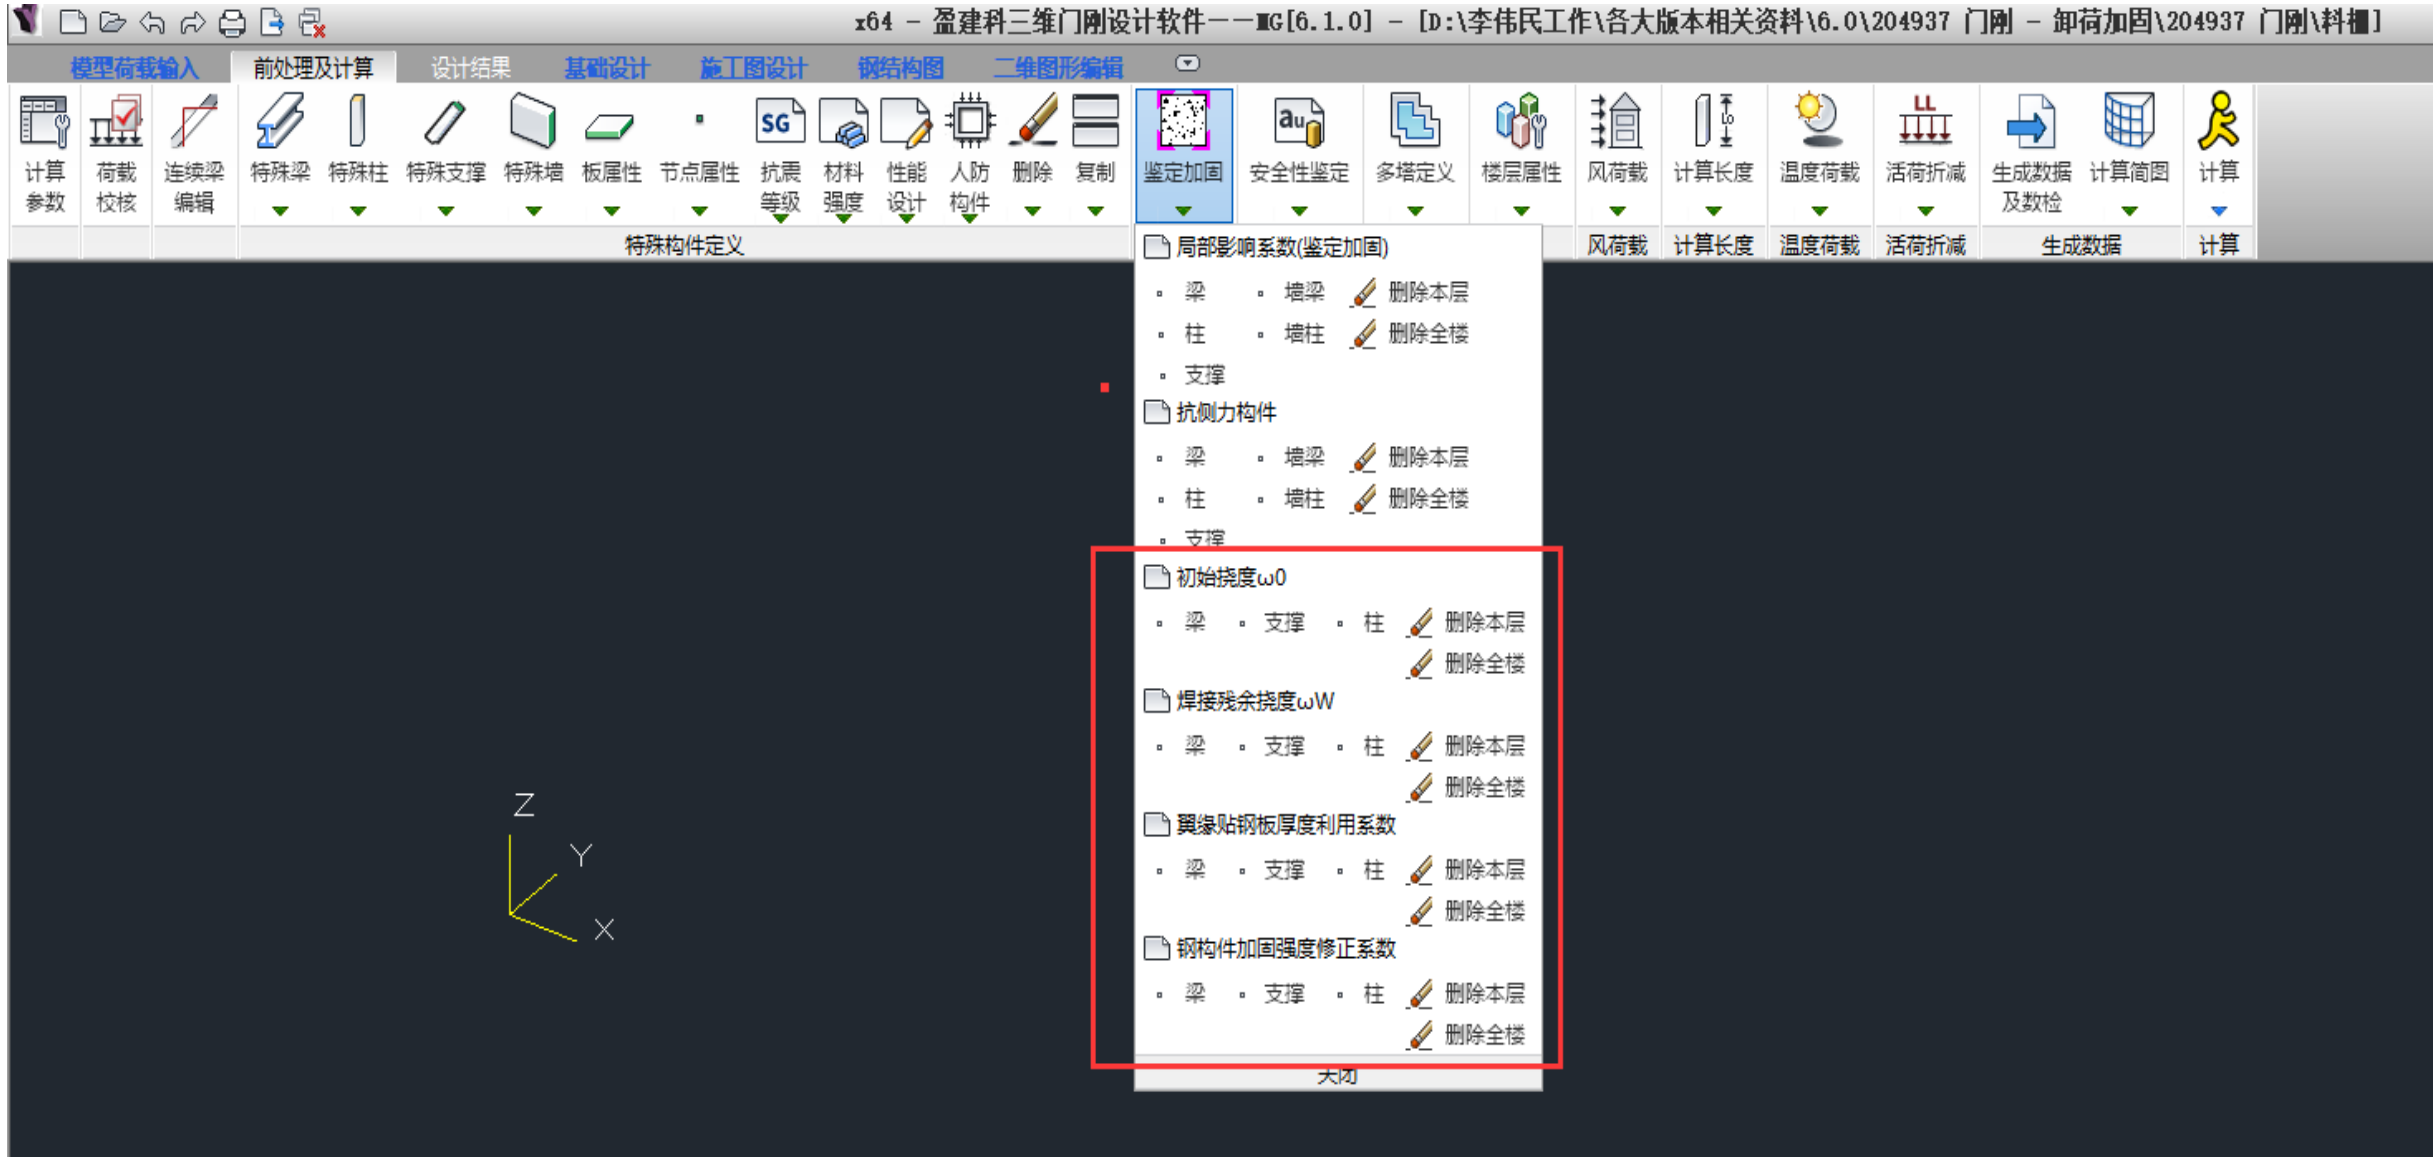 x64 - 盈建科三维门刚设计软件——MG[6.1.0] - [D:\李伟民工作\各大版本相关资料\6.0\204937 门刚 - 卸荷加固\204937 门刚\料棚]
模型荷载输入 前处理及计算 设计结果 基础设计 施工图设计 钢结构图 二维图形编辑
SG au LL
计算参数 荷载校核 连续梁编辑 特殊梁 特殊柱 特殊支撑 特殊墙 板属性 节点属性 抗震等级 材料强度 性能设计 人防构件 删除 复制 鉴定加固 安全性鉴定 多塔定义 楼层属性 风荷载 计算长度 温度荷载 活荷折减 生成数据及数检 计算简图 计算
特殊构件定义 风荷载 计算长度 温度荷载 活荷折减 生成数据 计算
局部影响系数(鉴定加固)
梁 墙梁 删除本层
柱 墙柱 删除全楼
支撑
抗侧力构件
梁 墙梁 删除本层
柱 墙柱 删除全楼
支撑
初始挠度ω0
梁 支撑 柱 删除本层
删除全楼
焊接残余挠度ωW
梁 支撑 柱 删除本层
删除全楼
翼缘贴钢板厚度利用系数
梁 支撑 柱 删除本层
删除全楼
钢构件加固强度修正系数
梁 支撑 柱 删除本层
删除全楼
关闭
Z
Y
X